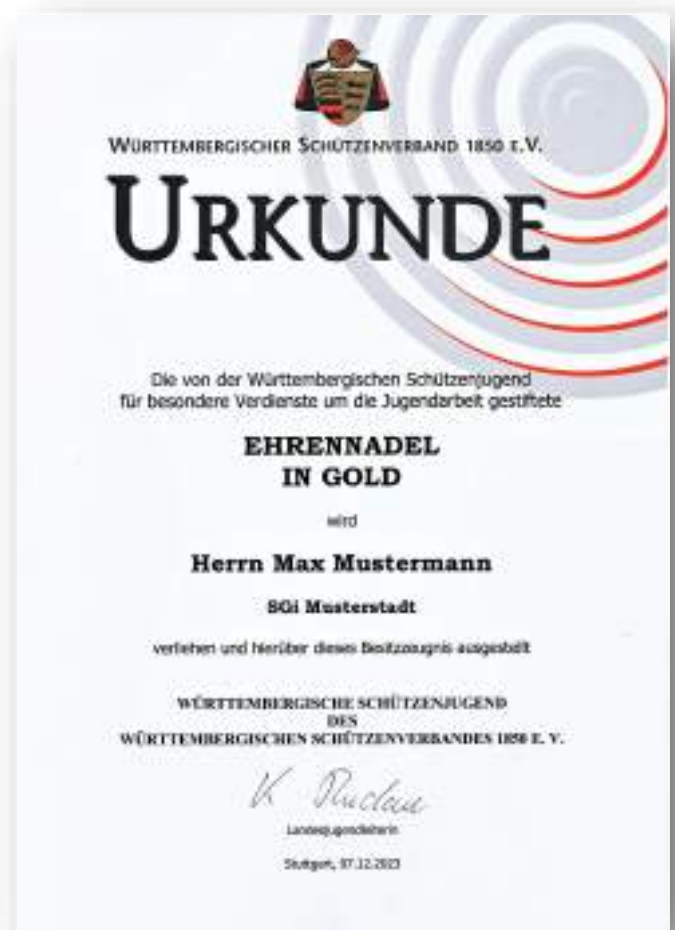 WÜRTTEMBERGISCHER SCHÜTZENVERBAND 1850 E.V.
URKUNDE
Die von der Württembergischen Schützenjugend
für besondere Verdienste um die Jugendarbeit gestiftete
EHRENNADEL
IN GOLD
wird
Herrn Max Mustermann
SGi Musterstadt
verliehen und hierüber dieses Besitzzeugnis ausgestellt
WÜRTTEMBERGISCHE SCHÜTZENJUGEND
DES
WÜRTTEMBERGISCHEN SCHÜTZENVERBANDES 1850 E. V.
K
Landesjugendleiterin
Stuttgart, 07.12.2023